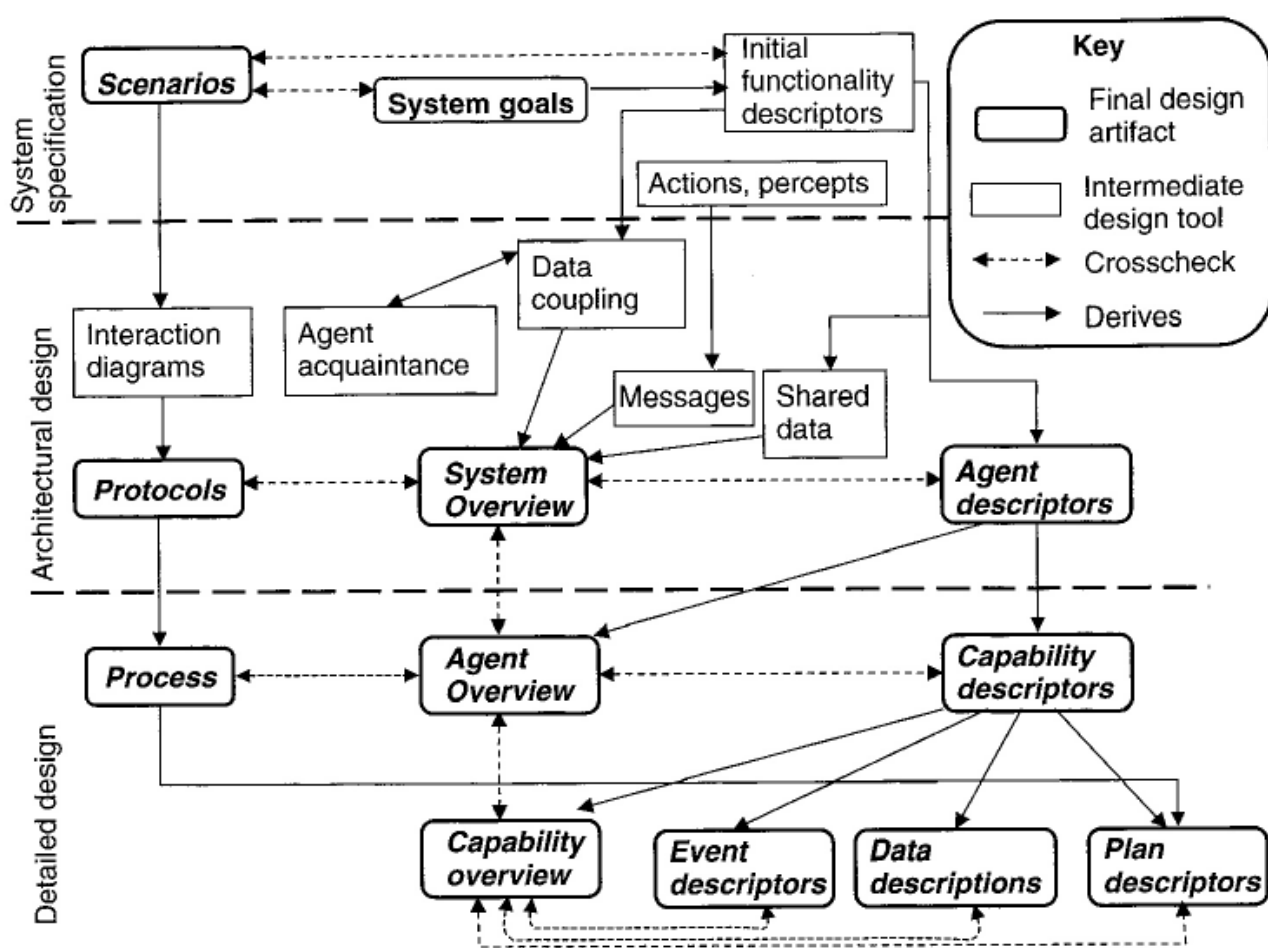 System
specification
Scenarios
System goals
Initial
functionality
descriptors
Actions, percepts
Key
Final design
artifact
Intermediate
design tool
Crosscheck
Derives
Architectural design
Interaction
diagrams
Agent
acquaintance
Data
coupling
Messages
Shared
data
Protocols
System
Overview
Agent
descriptors
Detailed design
Process
Agent
Overview
Capability
descriptors
Capability
overview
Event
descriptors
Data
descriptions
Plan
descriptors